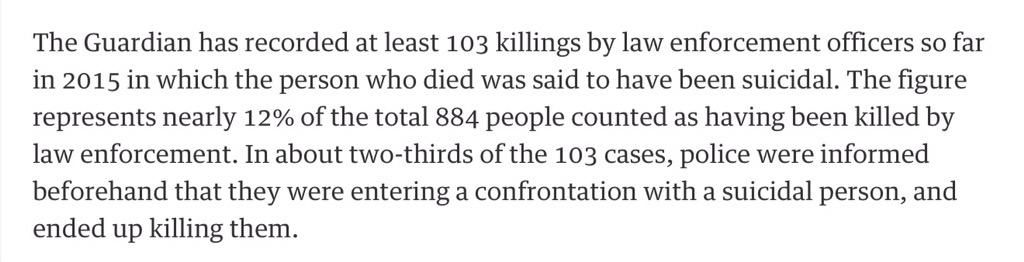 The Guardian has recorded at least 103 killings by law enforcement officers so far
in 2015 in which the person who died was said to have been suicidal. The figure
represents nearly 12% of the total 884 people counted as having been killed by
law enforcement. In about two-thirds of the 103 cases, police were informed
beforehand that they were entering a confrontation with a suicidal person, and
ended up killing them.